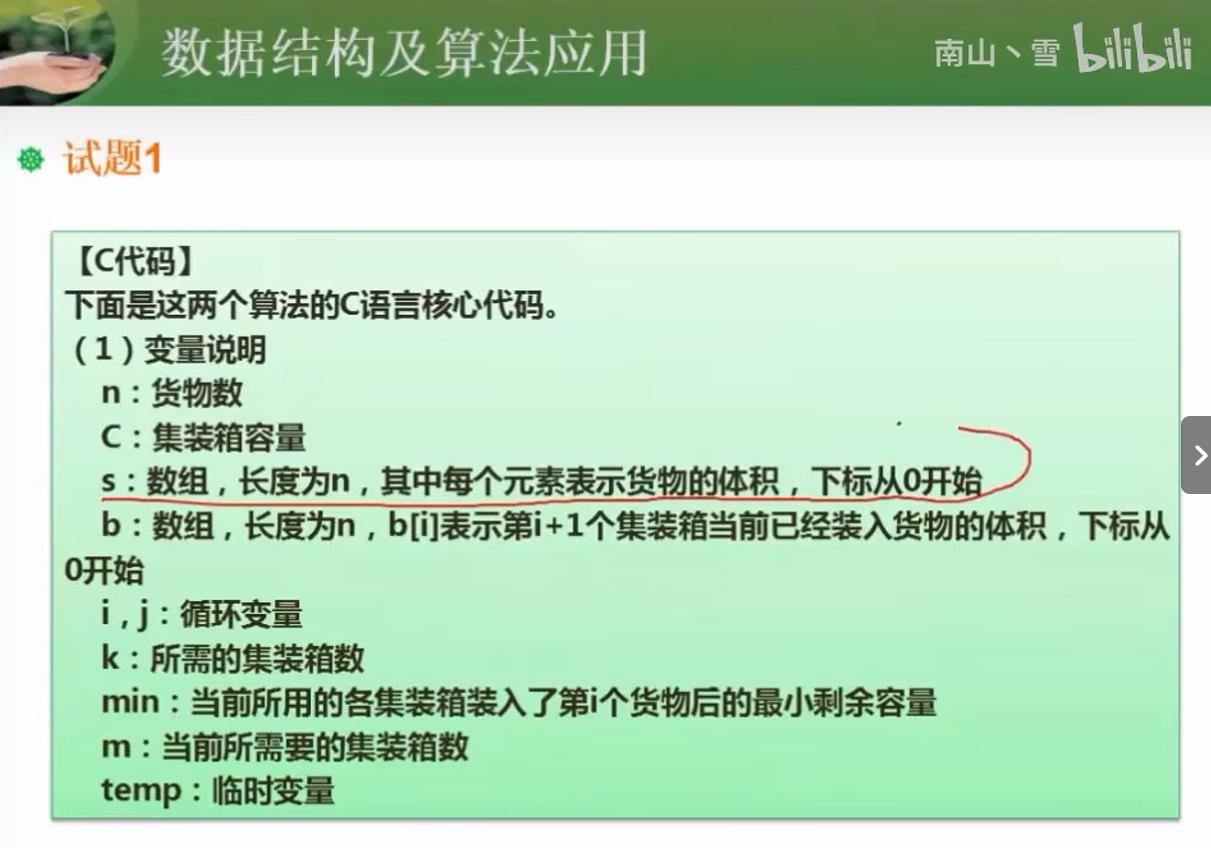 数据结构及算法应用
南山丶雪 bilibili
试题1
【C代码】
下面是这两个算法的C语言核心代码。
（1）变量说明
n：货物数
C：集装箱容量
s：数组，长度为n，其中每个元素表示货物的体积，下标从0开始
b：数组，长度为n，b[i]表示第i+1个集装箱当前已经装入货物的体积，下标从
0开始
i，j：循环变量
k：所需的集装箱数
min：当前所用的各集装箱装入了第i个货物后的最小剩余容量
m：当前所需要的集装箱数
temp：临时变量